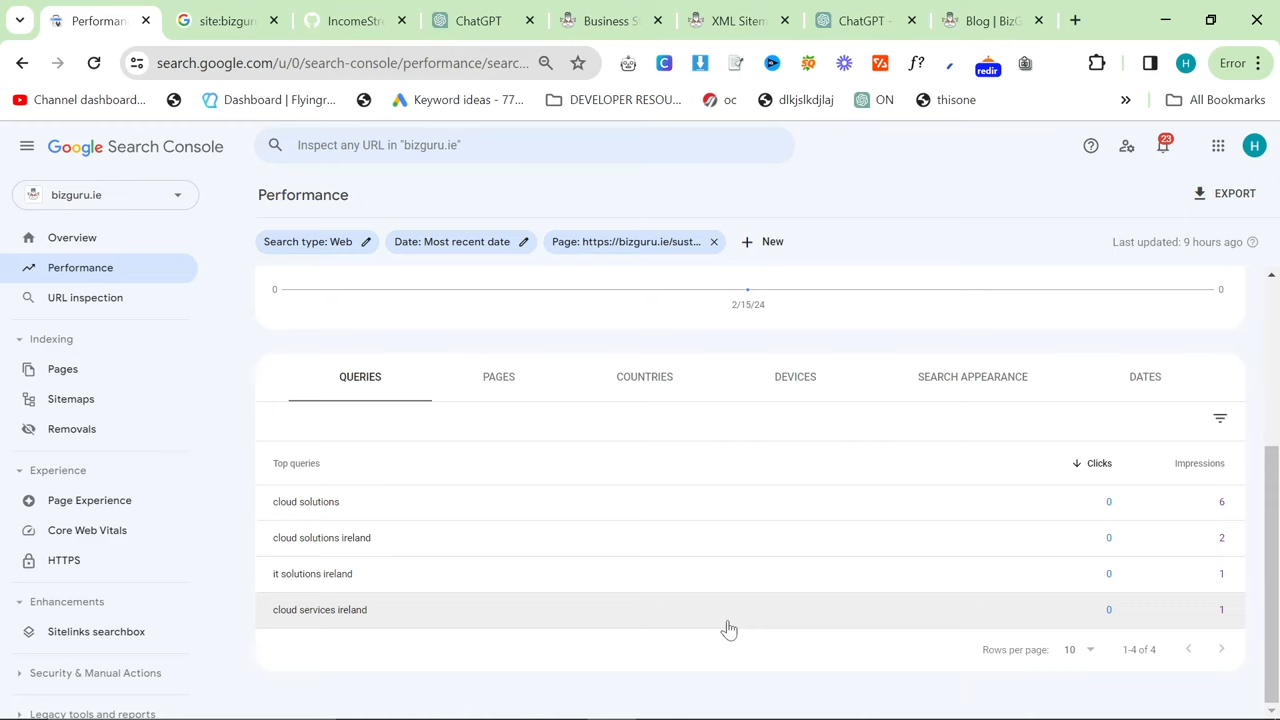 Performance
site:bizguru
IncomeStre
ChatGPT
Business S
XML Sitem
ChatGPT -
Blog | BizG
search.google.com/u/0/search-console/performance/searc...
redir
H
Error
Channel dashboard...
Dashboard | Flyingr...
Keyword ideas - 77...
DEVELOPER RESOU...
oc
dlkjslkdjlaj
ON
thisone
»
All Bookmarks
Google Search Console
Inspect any URL in "bizguru.ie"
23
H
bizguru.ie
Performance
EXPORT
Overview
Search type: Web
Date: Most recent date
Page: https://bizguru.ie/sust...
New
Last updated: 9 hours ago
Performance
URL inspection
0
0
2/15/24
Indexing
Pages
QUERIES
PAGES
COUNTRIES
DEVICES
SEARCH APPEARANCE
DATES
Sitemaps
Removals
Experience
Top queries
Clicks
Impressions
Page Experience
cloud solutions
0
6
Core Web Vitals
cloud solutions ireland
0
2
HTTPS
it solutions ireland
0
1
Enhancements
cloud services ireland
0
1
Sitelinks searchbox
Rows per page:
10
1-4 of 4
Security & Manual Actions
Legacy tools and reports